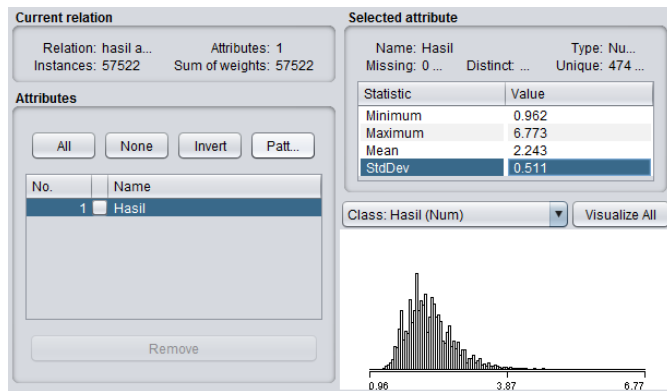 Current relation
Relation: hasil a... Attributes: 1
Instances: 57522 Sum of weights: 57522
Attributes
All None Invert Patt...
No. Name
1 Hasil
Remove
Selected attribute
Name: Hasil Type: Nu...
Missing: 0 ... Distinct: ... Unique: 474 ...
Statistic Value
Minimum 0.962
Maximum 6.773
Mean 2.243
StdDev 0.511
Class: Hasil (Num) Visualize All
0.96 3.87 6.77